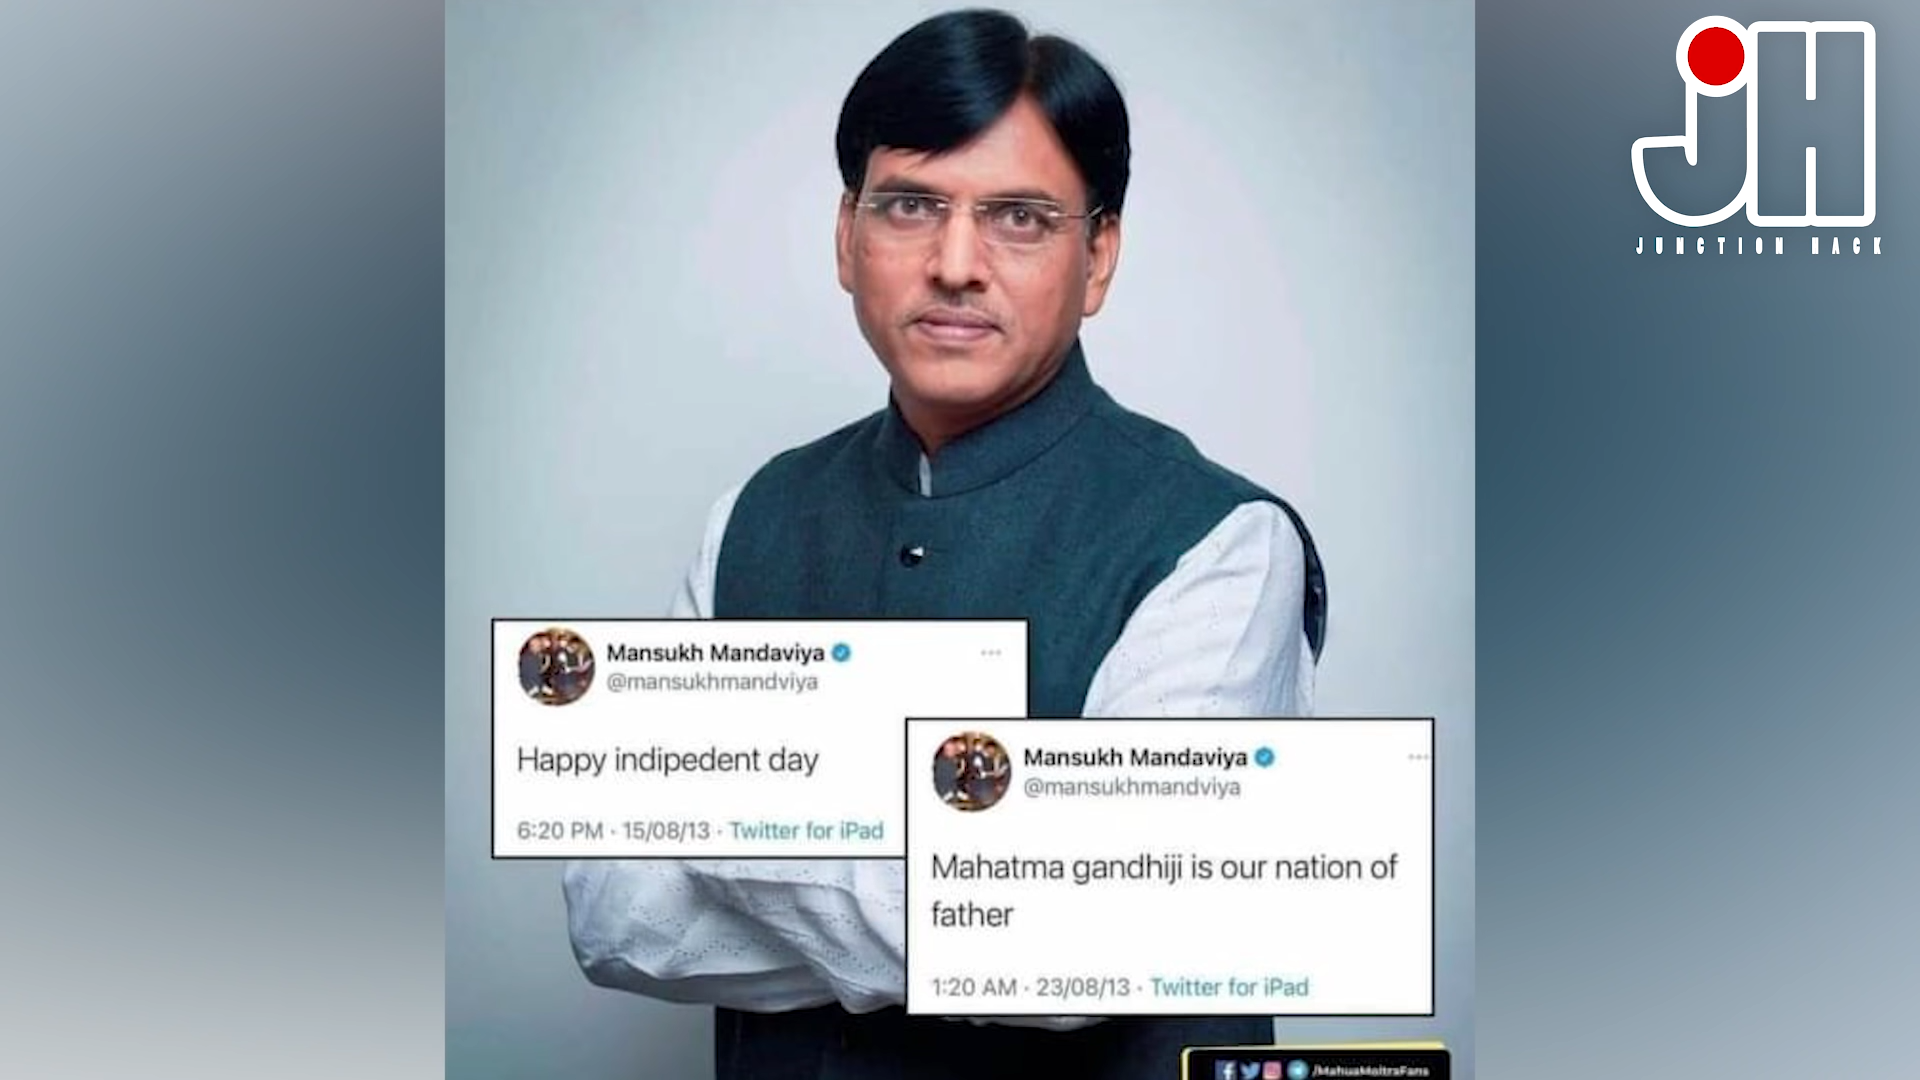 JH
JUNCTION HACK
Mansukh Mandaviya
@mansukhmandviya
Happy indipedent day
6:20 PM · 15/08/13 · Twitter for iPad
Mansukh Mandaviya
@mansukhmandviya
Mahatma gandhiji is our nation of
father
1:20 AM · 23/08/13 · Twitter for iPad
/MahuaMoitraFans